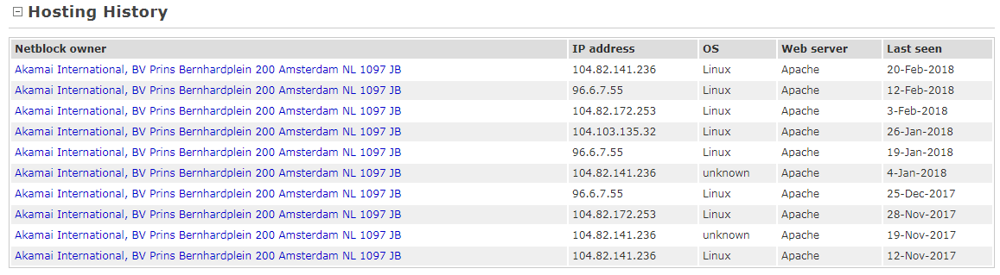 Hosting History
Netblock owner IP address OS Web server Last seen
Akamai International, BV Prins Bernhardplein 200 Amsterdam NL 1097 JB 104.82.141.236 Linux Apache 20-Feb-2018
Akamai International, BV Prins Bernhardplein 200 Amsterdam NL 1097 JB 96.6.7.55 Linux Apache 12-Feb-2018
Akamai International, BV Prins Bernhardplein 200 Amsterdam NL 1097 JB 104.82.172.253 Linux Apache 3-Feb-2018
Akamai International, BV Prins Bernhardplein 200 Amsterdam NL 1097 JB 104.103.135.32 Linux Apache 26-Jan-2018
Akamai International, BV Prins Bernhardplein 200 Amsterdam NL 1097 JB 96.6.7.55 Linux Apache 19-Jan-2018
Akamai International, BV Prins Bernhardplein 200 Amsterdam NL 1097 JB 104.82.141.236 unknown Apache 4-Jan-2018
Akamai International, BV Prins Bernhardplein 200 Amsterdam NL 1097 JB 96.6.7.55 Linux Apache 25-Dec-2017
Akamai International, BV Prins Bernhardplein 200 Amsterdam NL 1097 JB 104.82.172.253 Linux Apache 28-Nov-2017
Akamai International, BV Prins Bernhardplein 200 Amsterdam NL 1097 JB 104.82.141.236 unknown Apache 19-Nov-2017
Akamai International, BV Prins Bernhardplein 200 Amsterdam NL 1097 JB 104.82.141.236 Linux Apache 12-Nov-2017